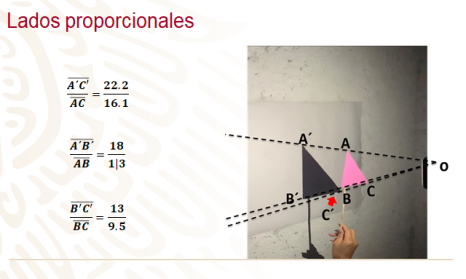 Lados proporcionales
A´C´ / AC = 22.2 / 16.1
A´B´ / AB = 18 / 1|3
B´C´ / BC = 13 / 9.5
A´ A
O
B´ B C
C´